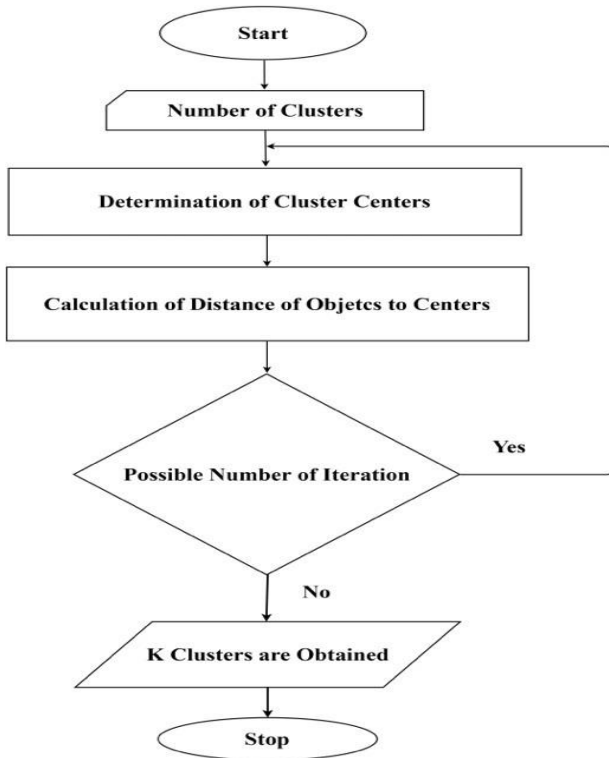 Start
Number of Clusters
Determination of Cluster Centers
Calculation of Distance of Objetcs to Centers
Yes
Possible Number of Iteration
No
K Clusters are Obtained
Stop